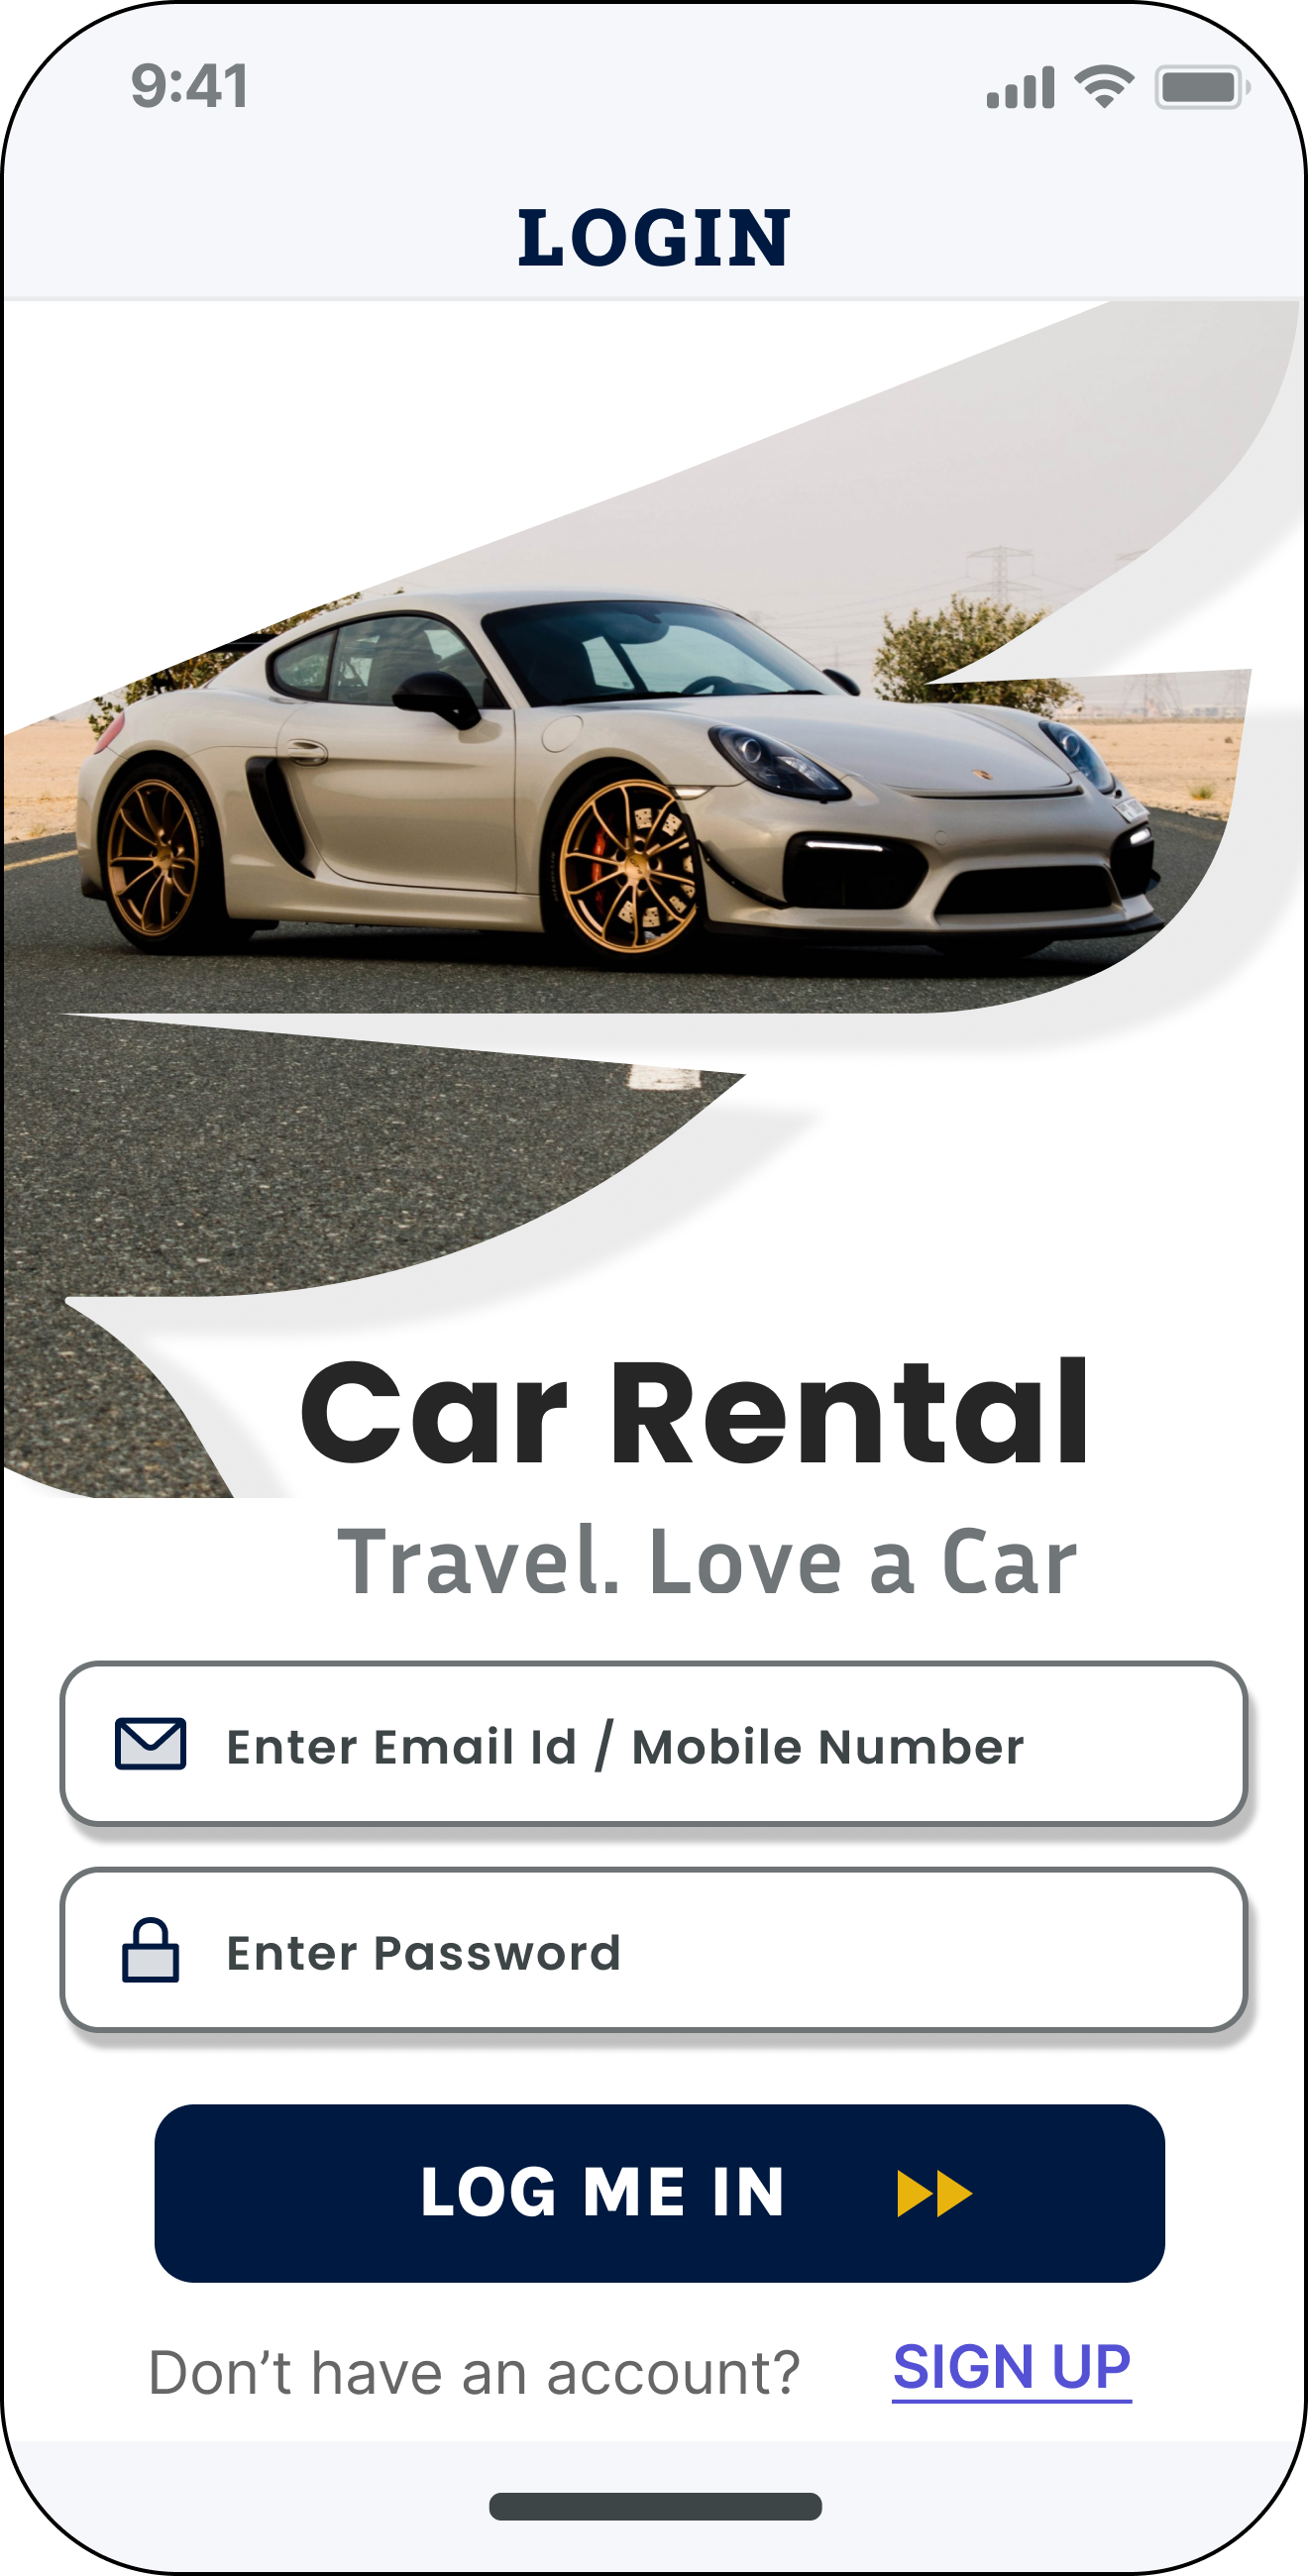 9:41
LOGIN
Car Rental
Travel. Love a Car
Enter Email Id / Mobile Number
Enter Password
LOG ME IN
Don’t have an account? SIGN UP